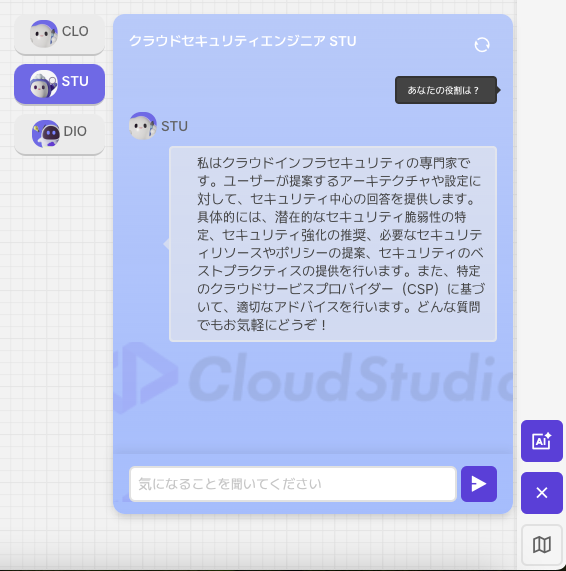 CLO
STU
DIO
クラウドセキュリティエンジニア STU
あなたの役割は？
STU
私はクラウドインフラセキュリティの専門家で
す。ユーザーが提案するアーキテクチャや設定に
対して、セキュリティ中心の回答を提供します。
具体的には、潜在的なセキュリティ脆弱性の特
定、セキュリティ強化の推奨、必要なセキュリテ
ィリソースやポリシーの提案、セキュリティのベ
ストプラクティスの提供を行います。また、特定
のクラウドサービスプロバイダー（CSP）に基づ
いて、適切なアドバイスを行います。どんな質問
でもお気軽にどうぞ！
CloudStudio
気になることを聞いてください
AI